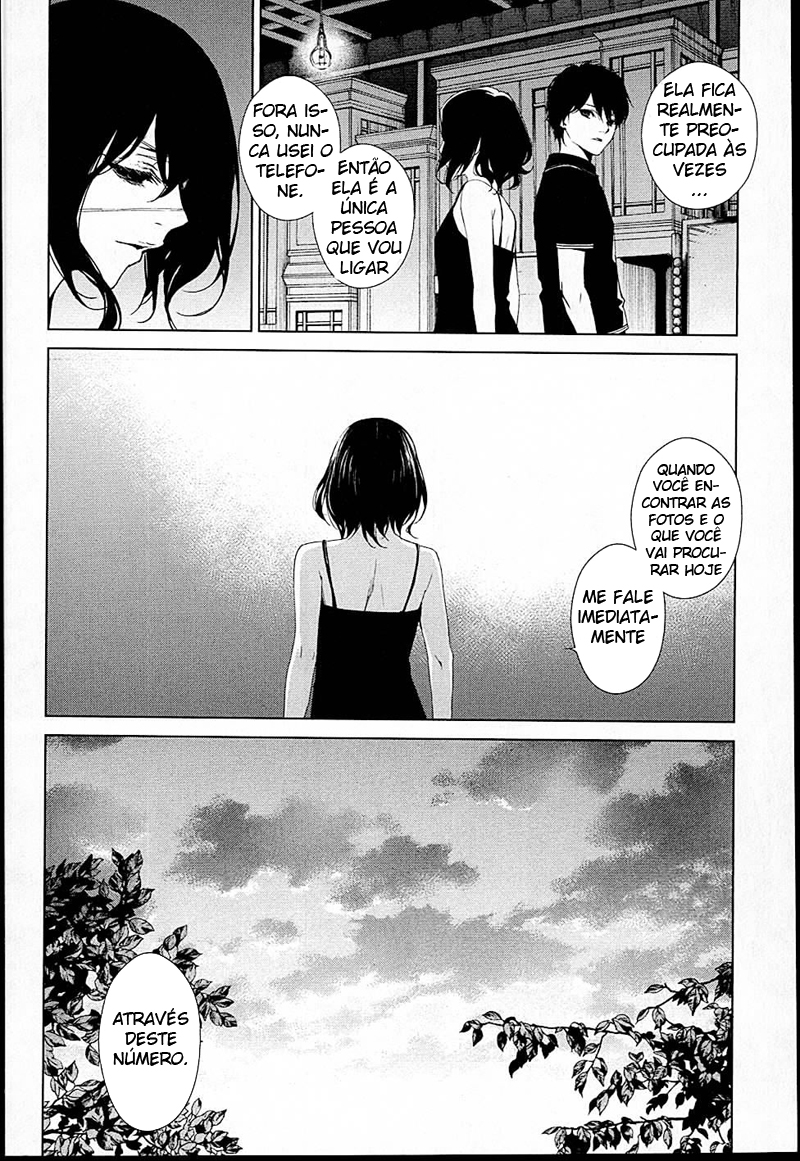 ELA FICA
REALMEN-
TE PREO-
CUPADA ÀS
VEZES
...
ENTÃO
ELA É A
ÚNICA
PESSOA
QUE VOU
LIGAR
FORA IS-
SO, NUN-
CA USEI O
TELEFO-
NE.
QUANDO
VOCÊ EN-
CONTRAR AS
FOTOS E O
QUE VOCÊ
VAI PROCU-
RAR HOJE
ME FALE
IMEDIATA-
MENTE
ATRAVÉS
DESTE
NÚMERO.